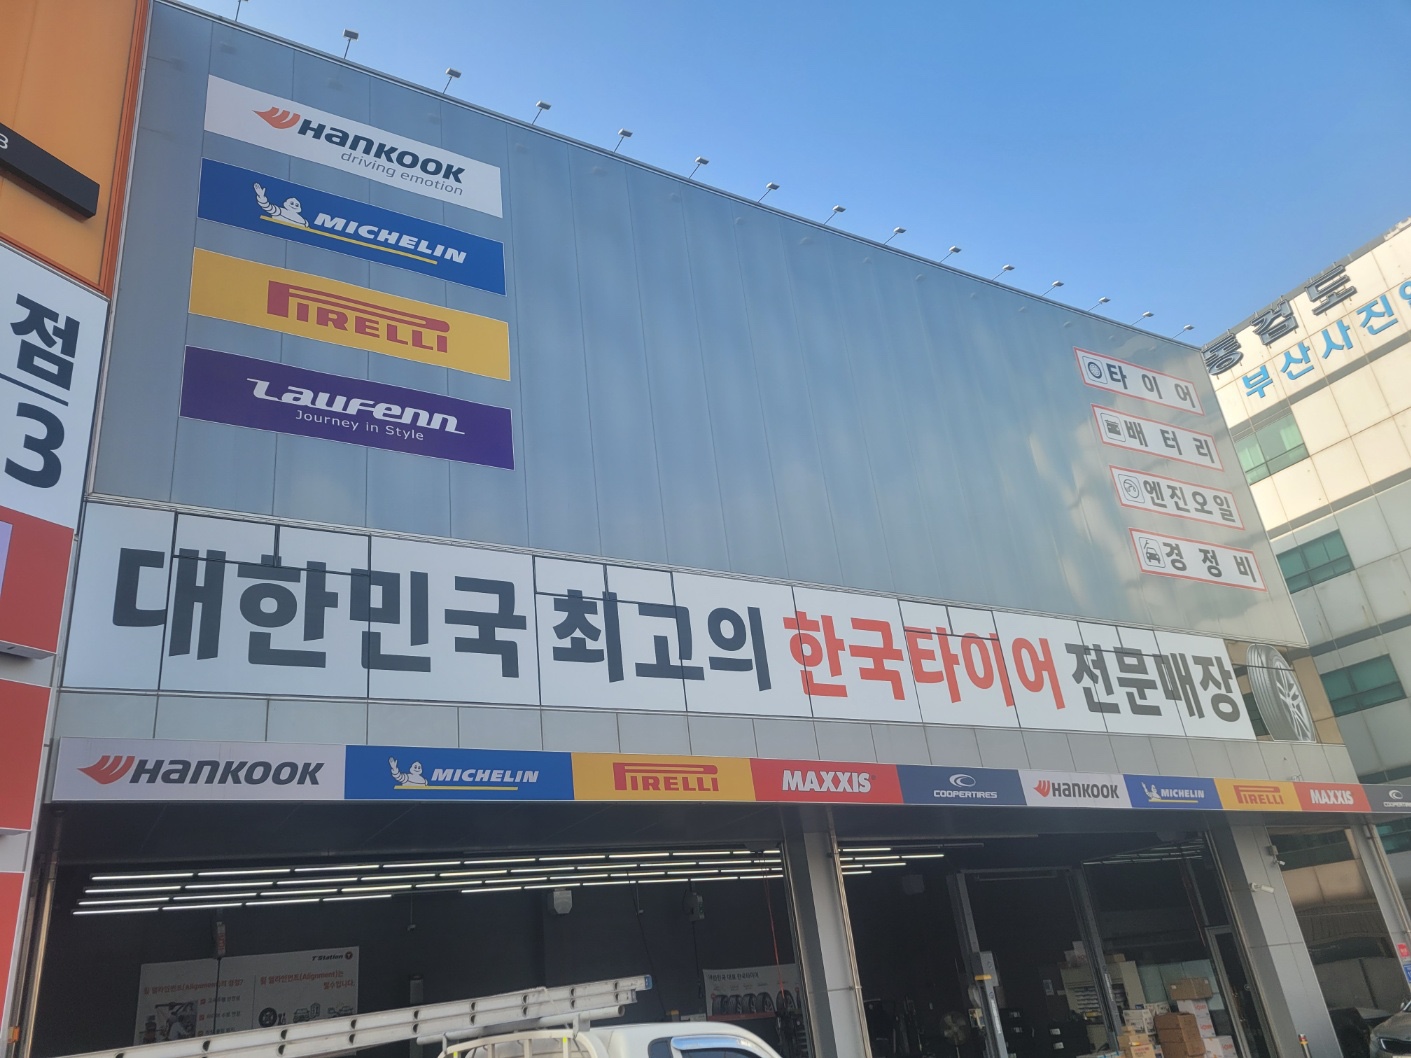 HANKOOK
driving emotion
MICHELIN
PIRELLI
Laufenn
Journey in Style
점
3
타이어
배터리
엔진오일
경정비
부산사진
대한민국 최고의 한국타이어 전문매장
HANKOOK MICHELIN PIRELLI MAXXIS COOPERTIRES HANKOOK MICHELIN PIRELLI MAXXIS
T'Station